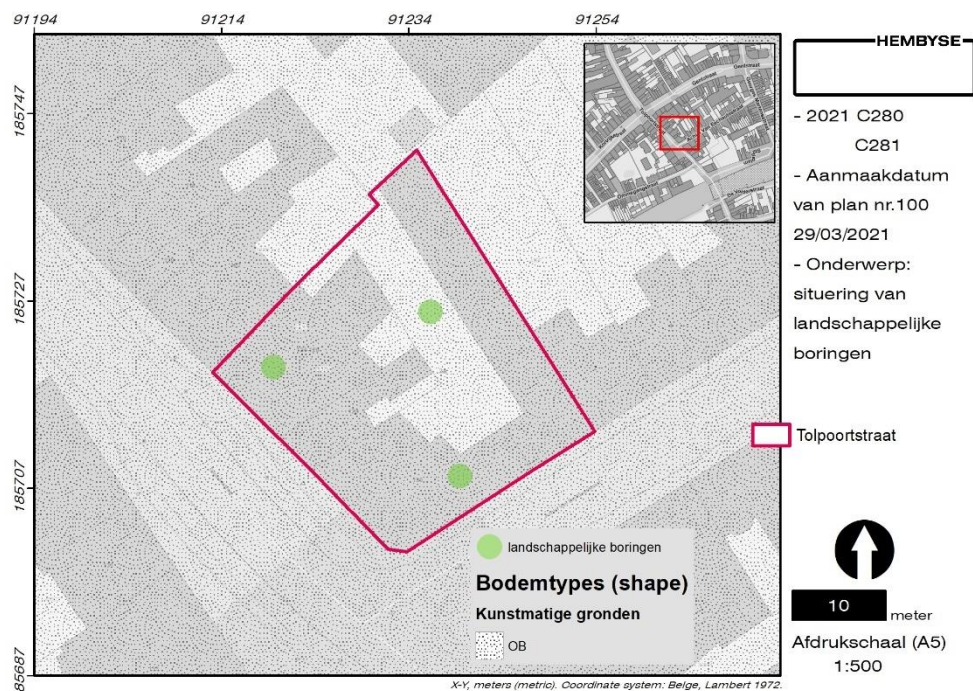 91194
91214
91234
91254
185747
185727
185707
85687
HEMBYSE
- 2021 C280
C281
- Aanmaakdatum
van plan nr.100
29/03/2021
- Onderwerp:
situering van
landschappelijke
boringen
Tolpoortstraat
landschappelijke boringen
Bodemtypes (shape)
Kunstmatige gronden
OB
10
meter
Afdrukschaal (A5)
1:500
X-Y, meters (metric). Coordinate system: Belge, Lambert 1972.